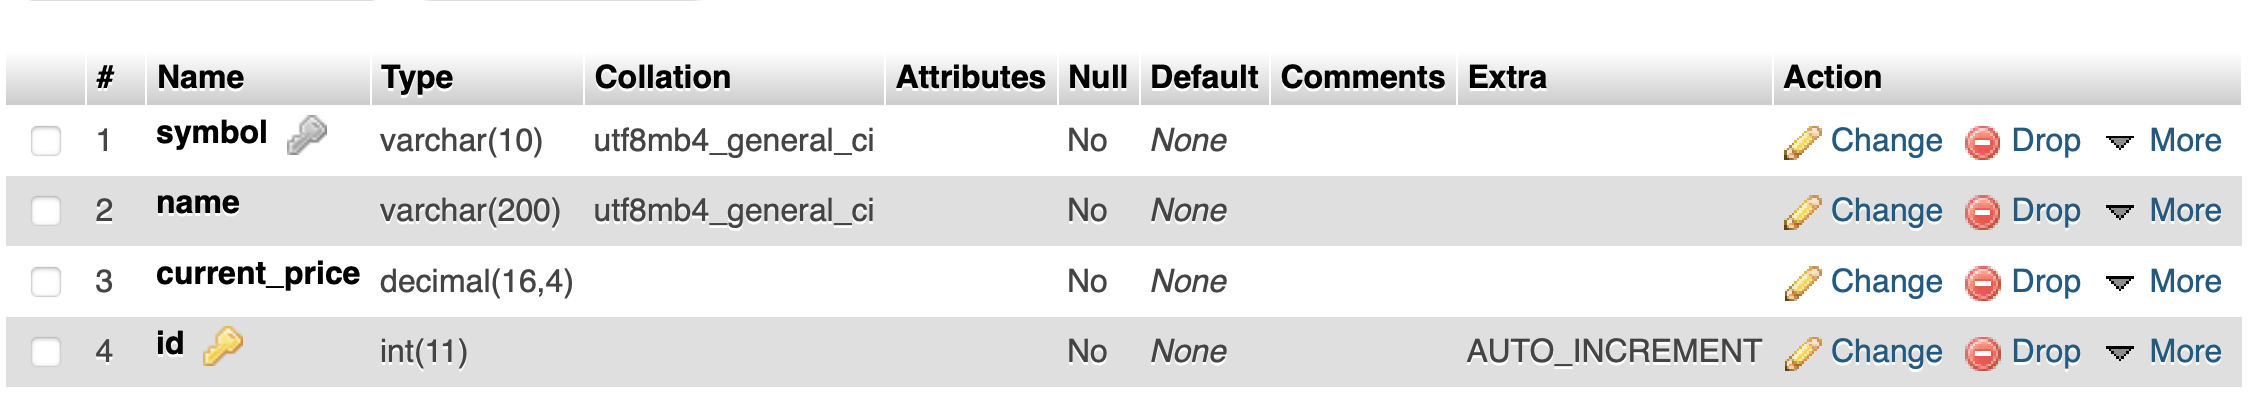 # Name Type Collation Attributes Null Default Comments Extra Action
1 symbol varchar(10) utf8mb4_general_ci No None Change Drop More
2 name varchar(200) utf8mb4_general_ci No None Change Drop More
3 current_price decimal(16,4) No None Change Drop More
4 id int(11) No None AUTO_INCREMENT Change Drop More